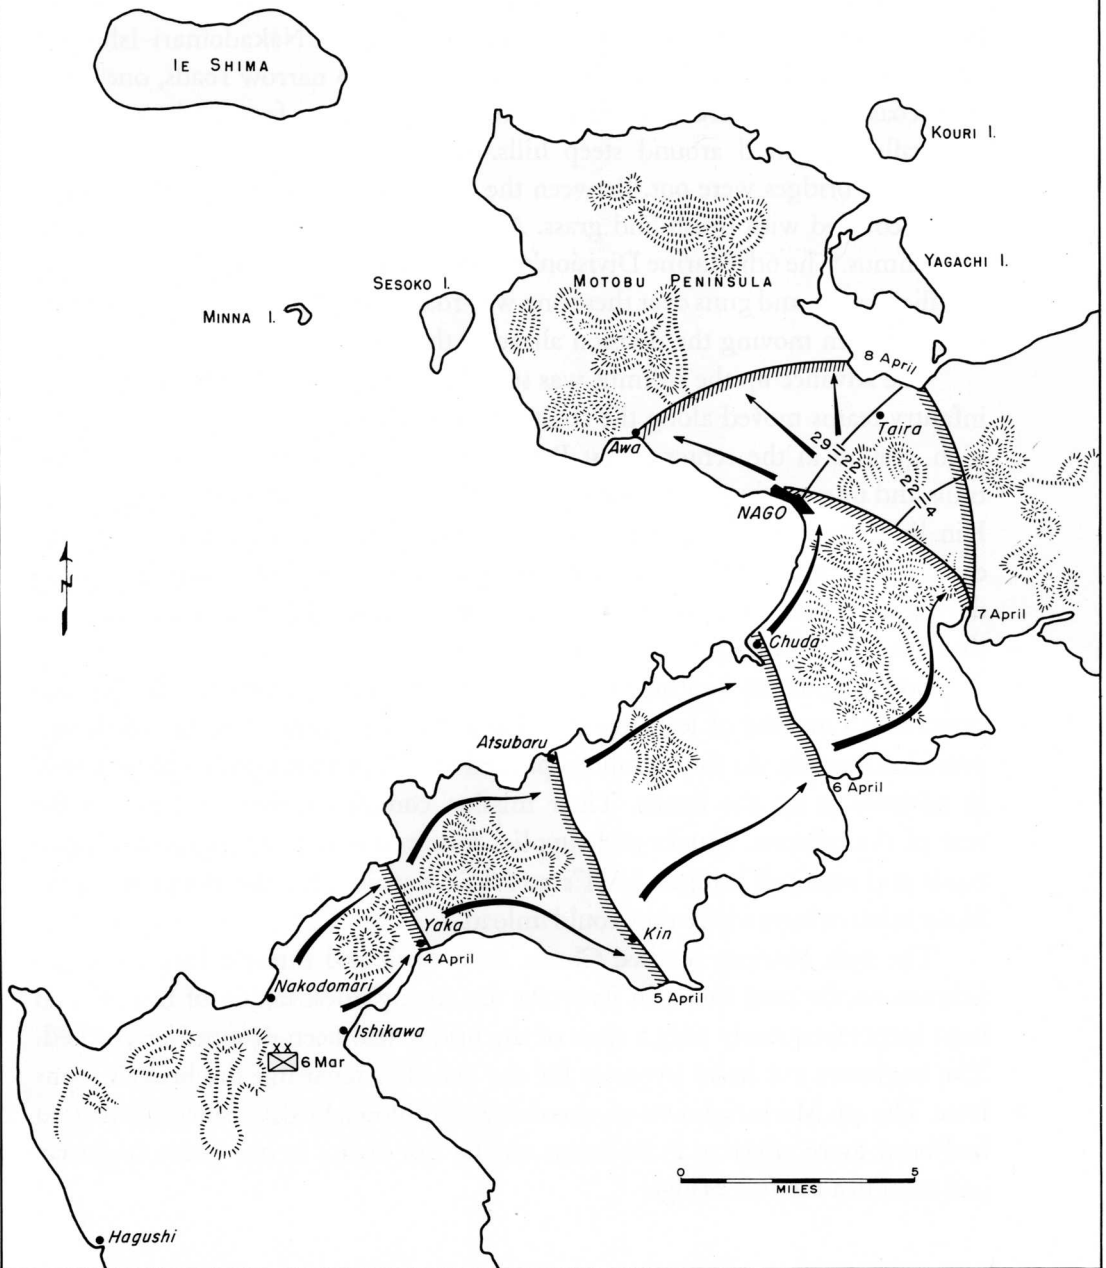 IE SHIMA
KOURI I.
YAGACHI I.
SESOKO I.
MOTOBU PENINSULA
MINNA I.
8 April
Taira
Awa
29 22
22 4
NAGO
N
7 April
Chuda
Atsubaru
6 April
Yaka
Kin
4 April
Nakodomari
5 April
Ishikawa
XX
6 Mar
0 5
MILES
Hagushi